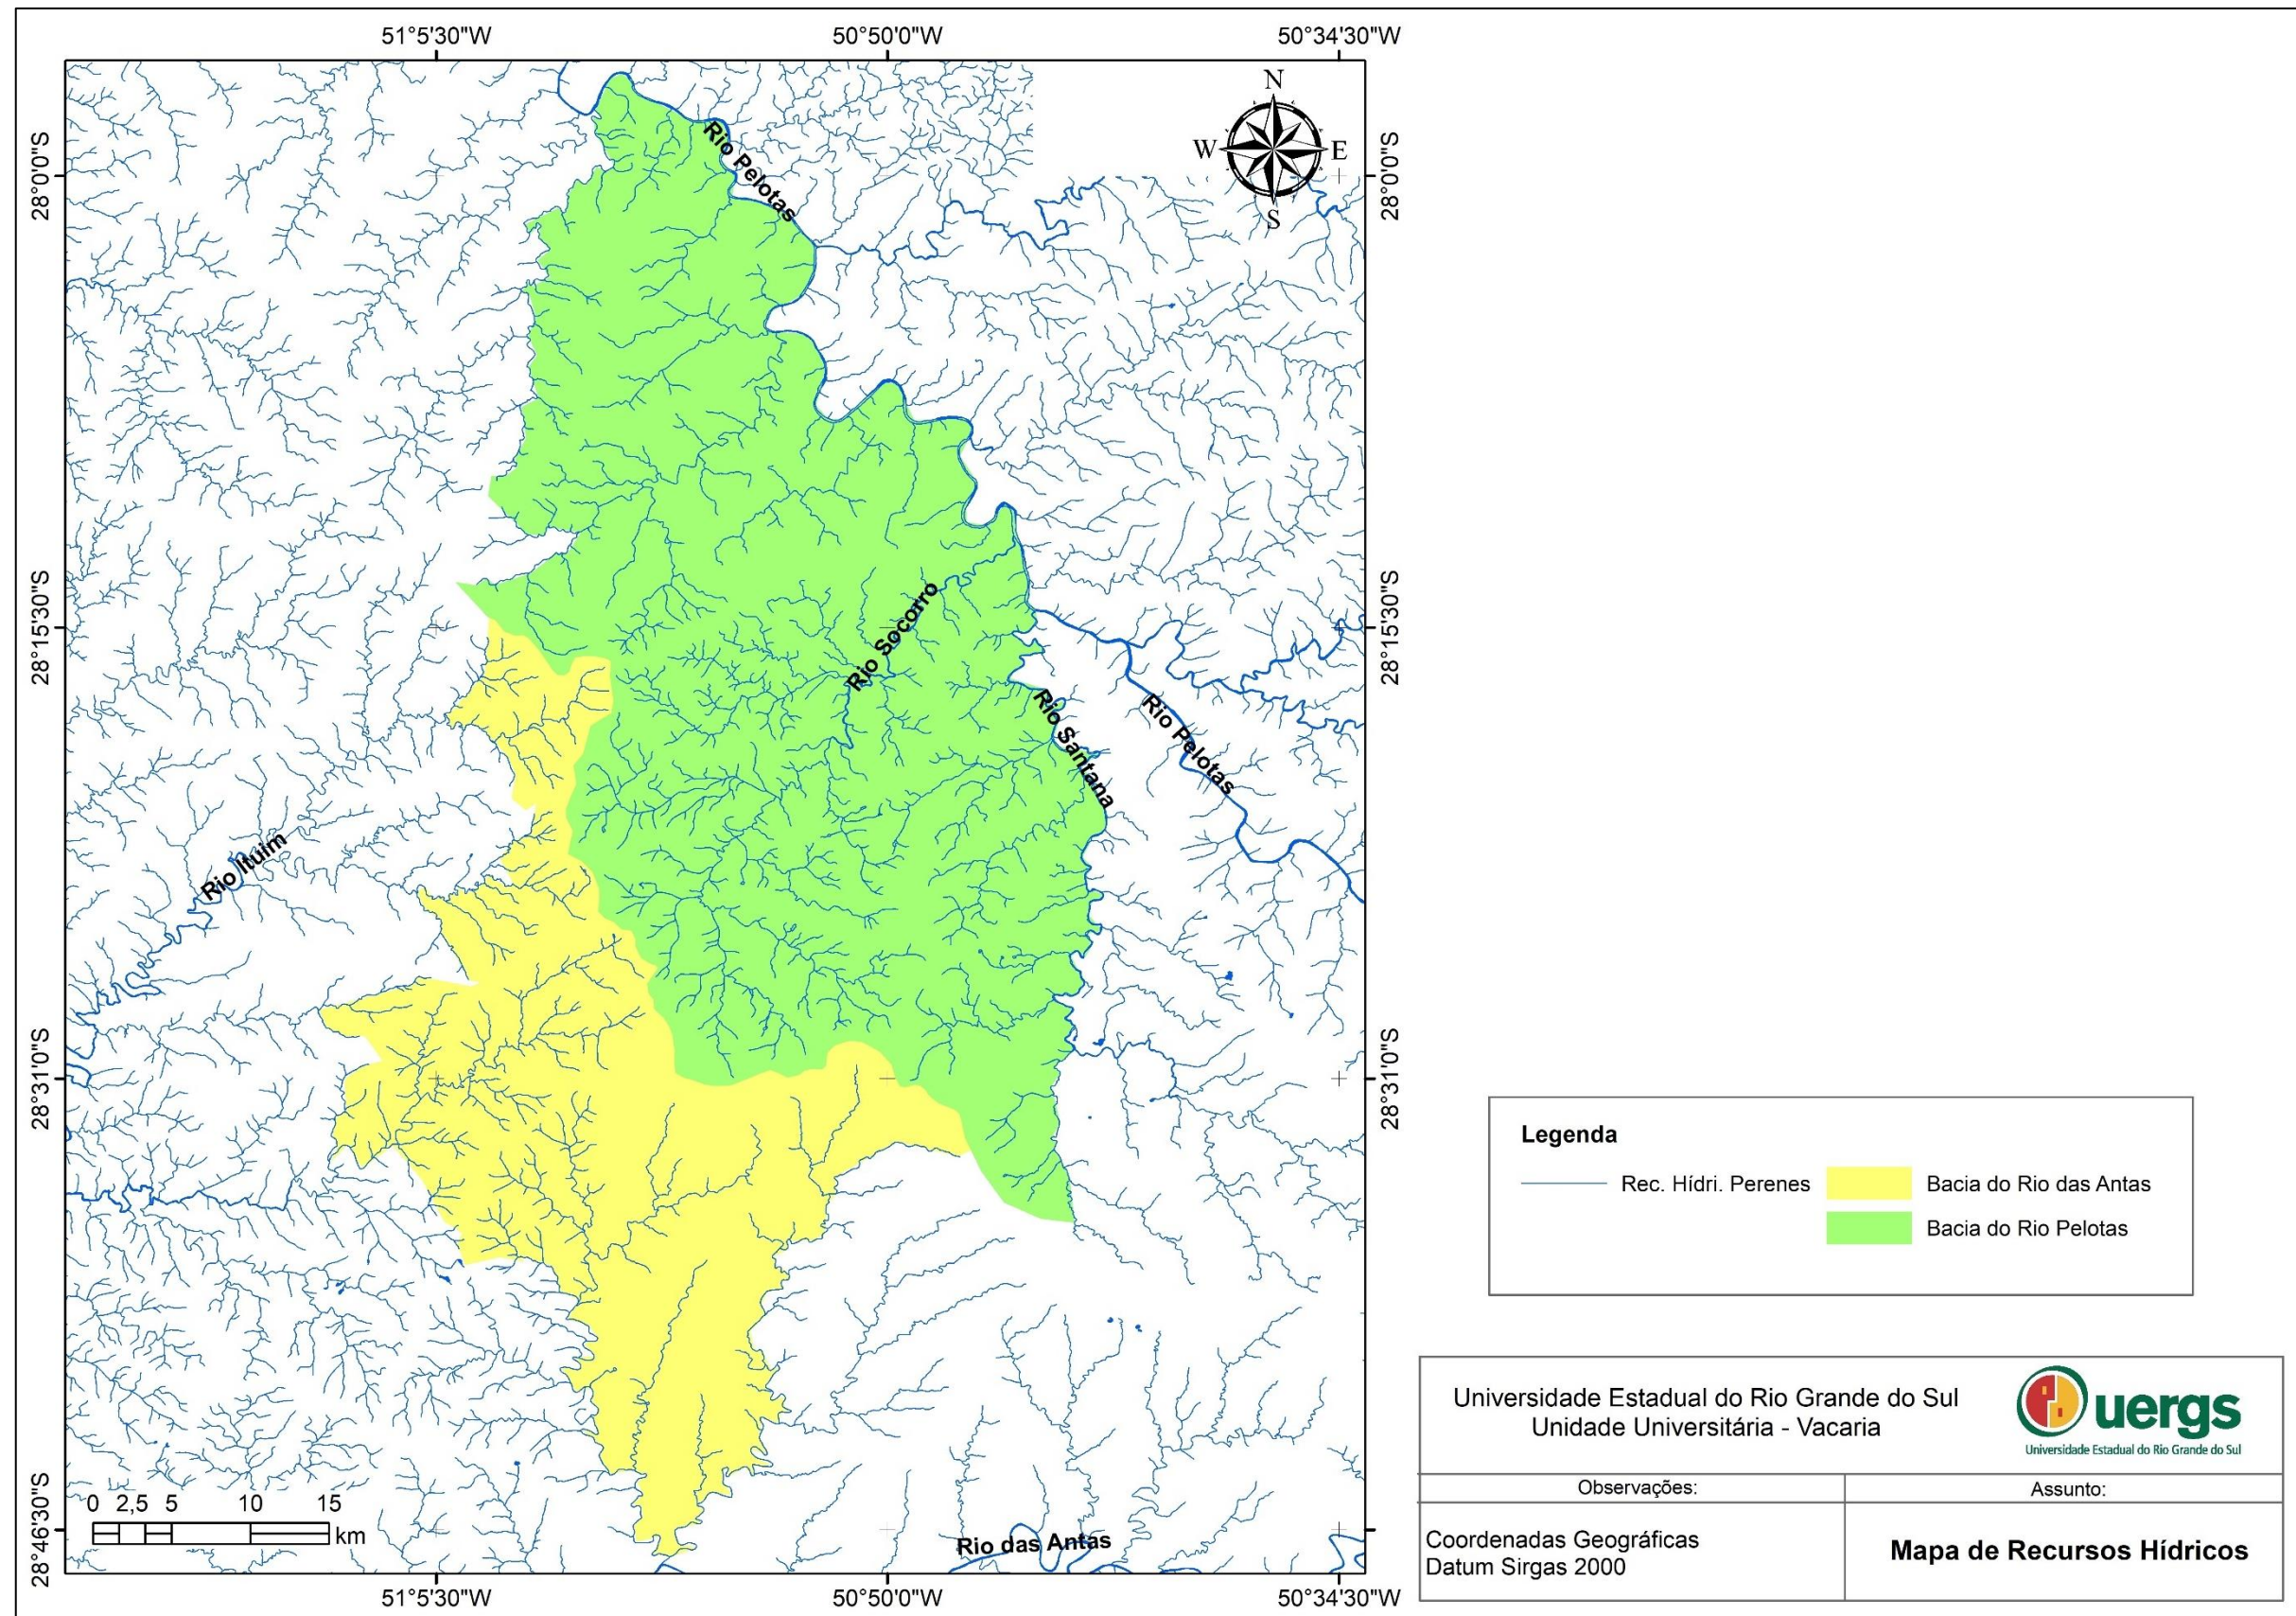 51°5'30"W
50°50'0"W
50°34'30"W
N
W
E
S
28°0'0"S
28°0'0"S
Rio Pelotas
28°15'30"S
28°15'30"S
Rio Socorro
Rio Santana
Rio Pelotas
Rio Ituim
28°31'0"S
28°31'0"S
28°46'30"S
0 2,5 5 10 15
km
Rio das Antas
51°5'30"W
50°50'0"W
50°34'30"W
Legenda
Rec. Hídri. Perenes
Bacia do Rio das Antas
Bacia do Rio Pelotas
Universidade Estadual do Rio Grande do Sul
Unidade Universitária - Vacaria
uergs
Universidade Estadual do Rio Grande do Sul
Observações:
Assunto:
Coordenadas Geográficas
Datum Sirgas 2000
Mapa de Recursos Hídricos